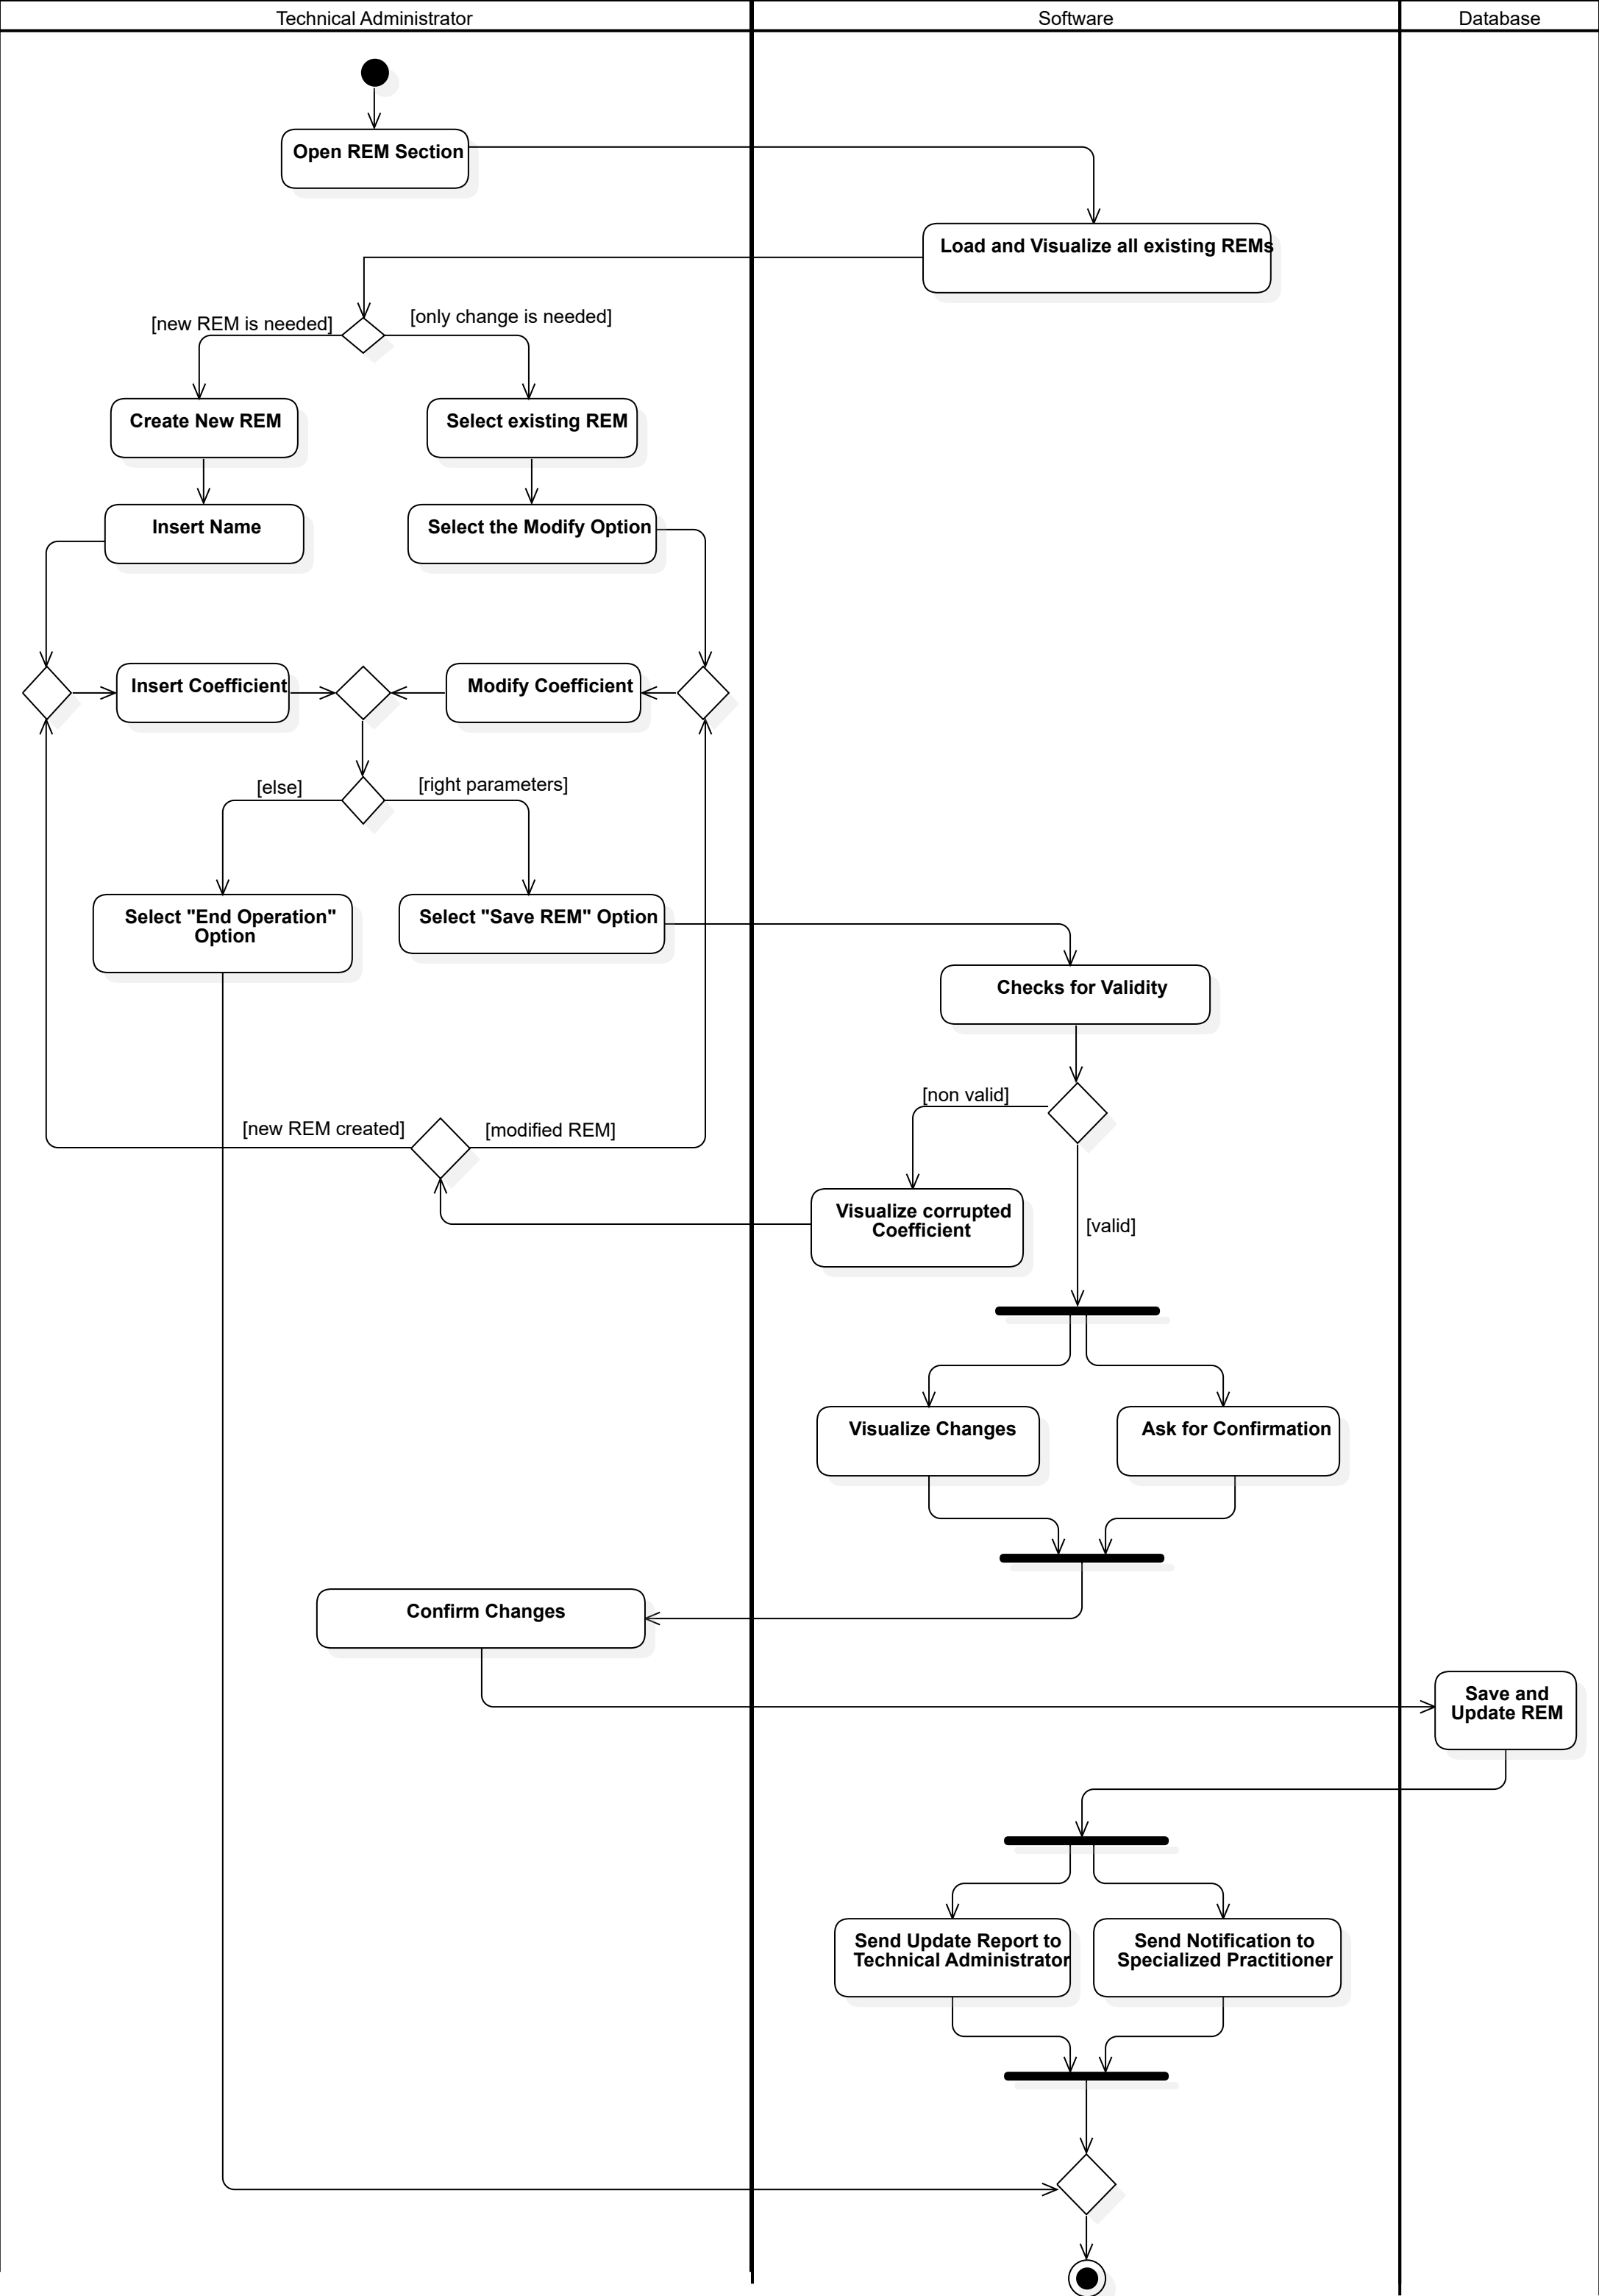 Technical Administrator
Software
Database
Open REM Section
Load and Visualize all existing REMs
[new REM is needed]
[only change is needed]
Create New REM
Select existing REM
Insert Name
Select the Modify Option
Insert Coefficient
Modify Coefficient
[else]
[right parameters]
Select "End Operation"
Option
Select "Save REM" Option
Checks for Validity
[non valid]
[new REM created]
[modified REM]
Visualize corrupted
Coefficient
[valid]
Visualize Changes
Ask for Confirmation
Confirm Changes
Save and
Update REM
Send Update Report to
Technical Administrator
Send Notification to
Specialized Practitioner